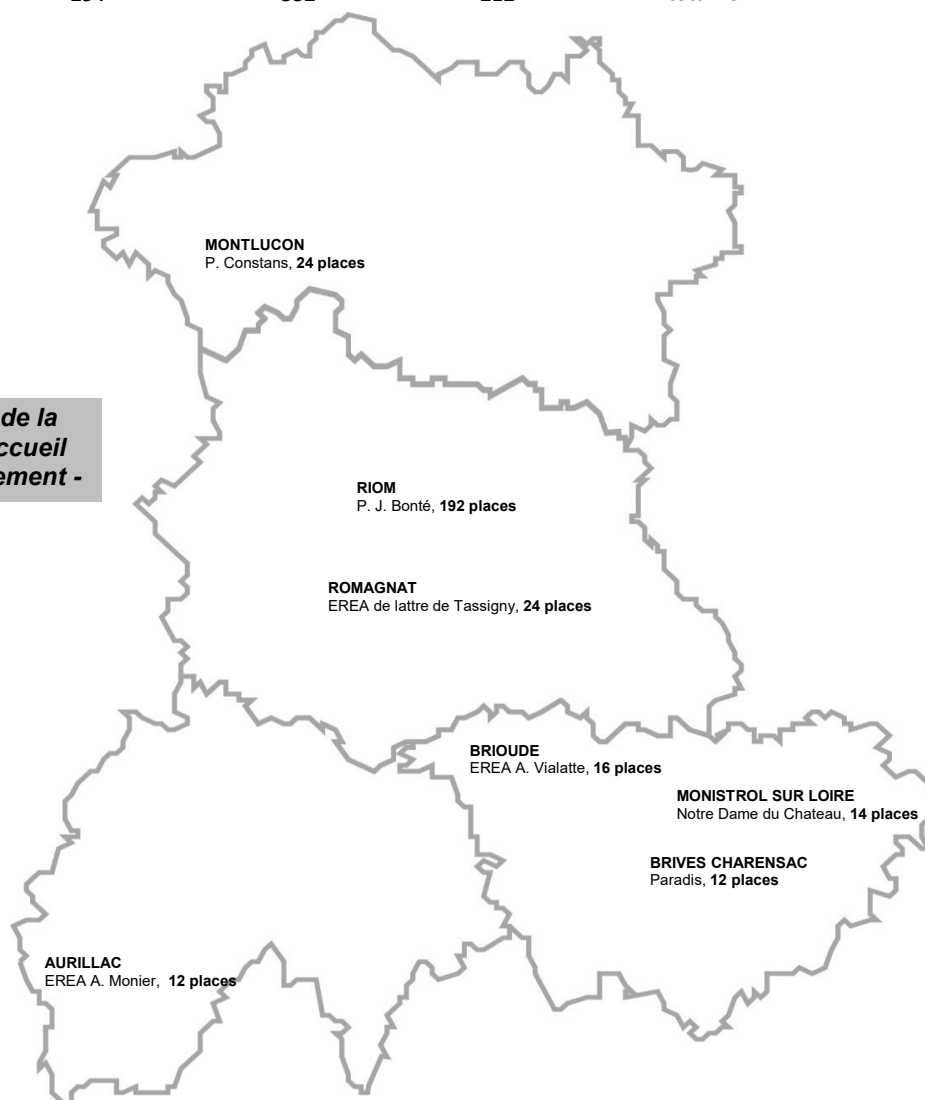 MONTLUCON
P. Constans, 24 places
de la
ccueil
ement -
RIOM
P. J. Bonté, 192 places
ROMAGNAT
EREA de lattre de Tassigny, 24 places
BRIOUDE
EREA A. Vialatte, 16 places
MONISTROL SUR LOIRE
Notre Dame du Chateau, 14 places
BRIVES CHARENSAC
Paradis, 12 places
AURILLAC
EREA A. Monier, 12 places